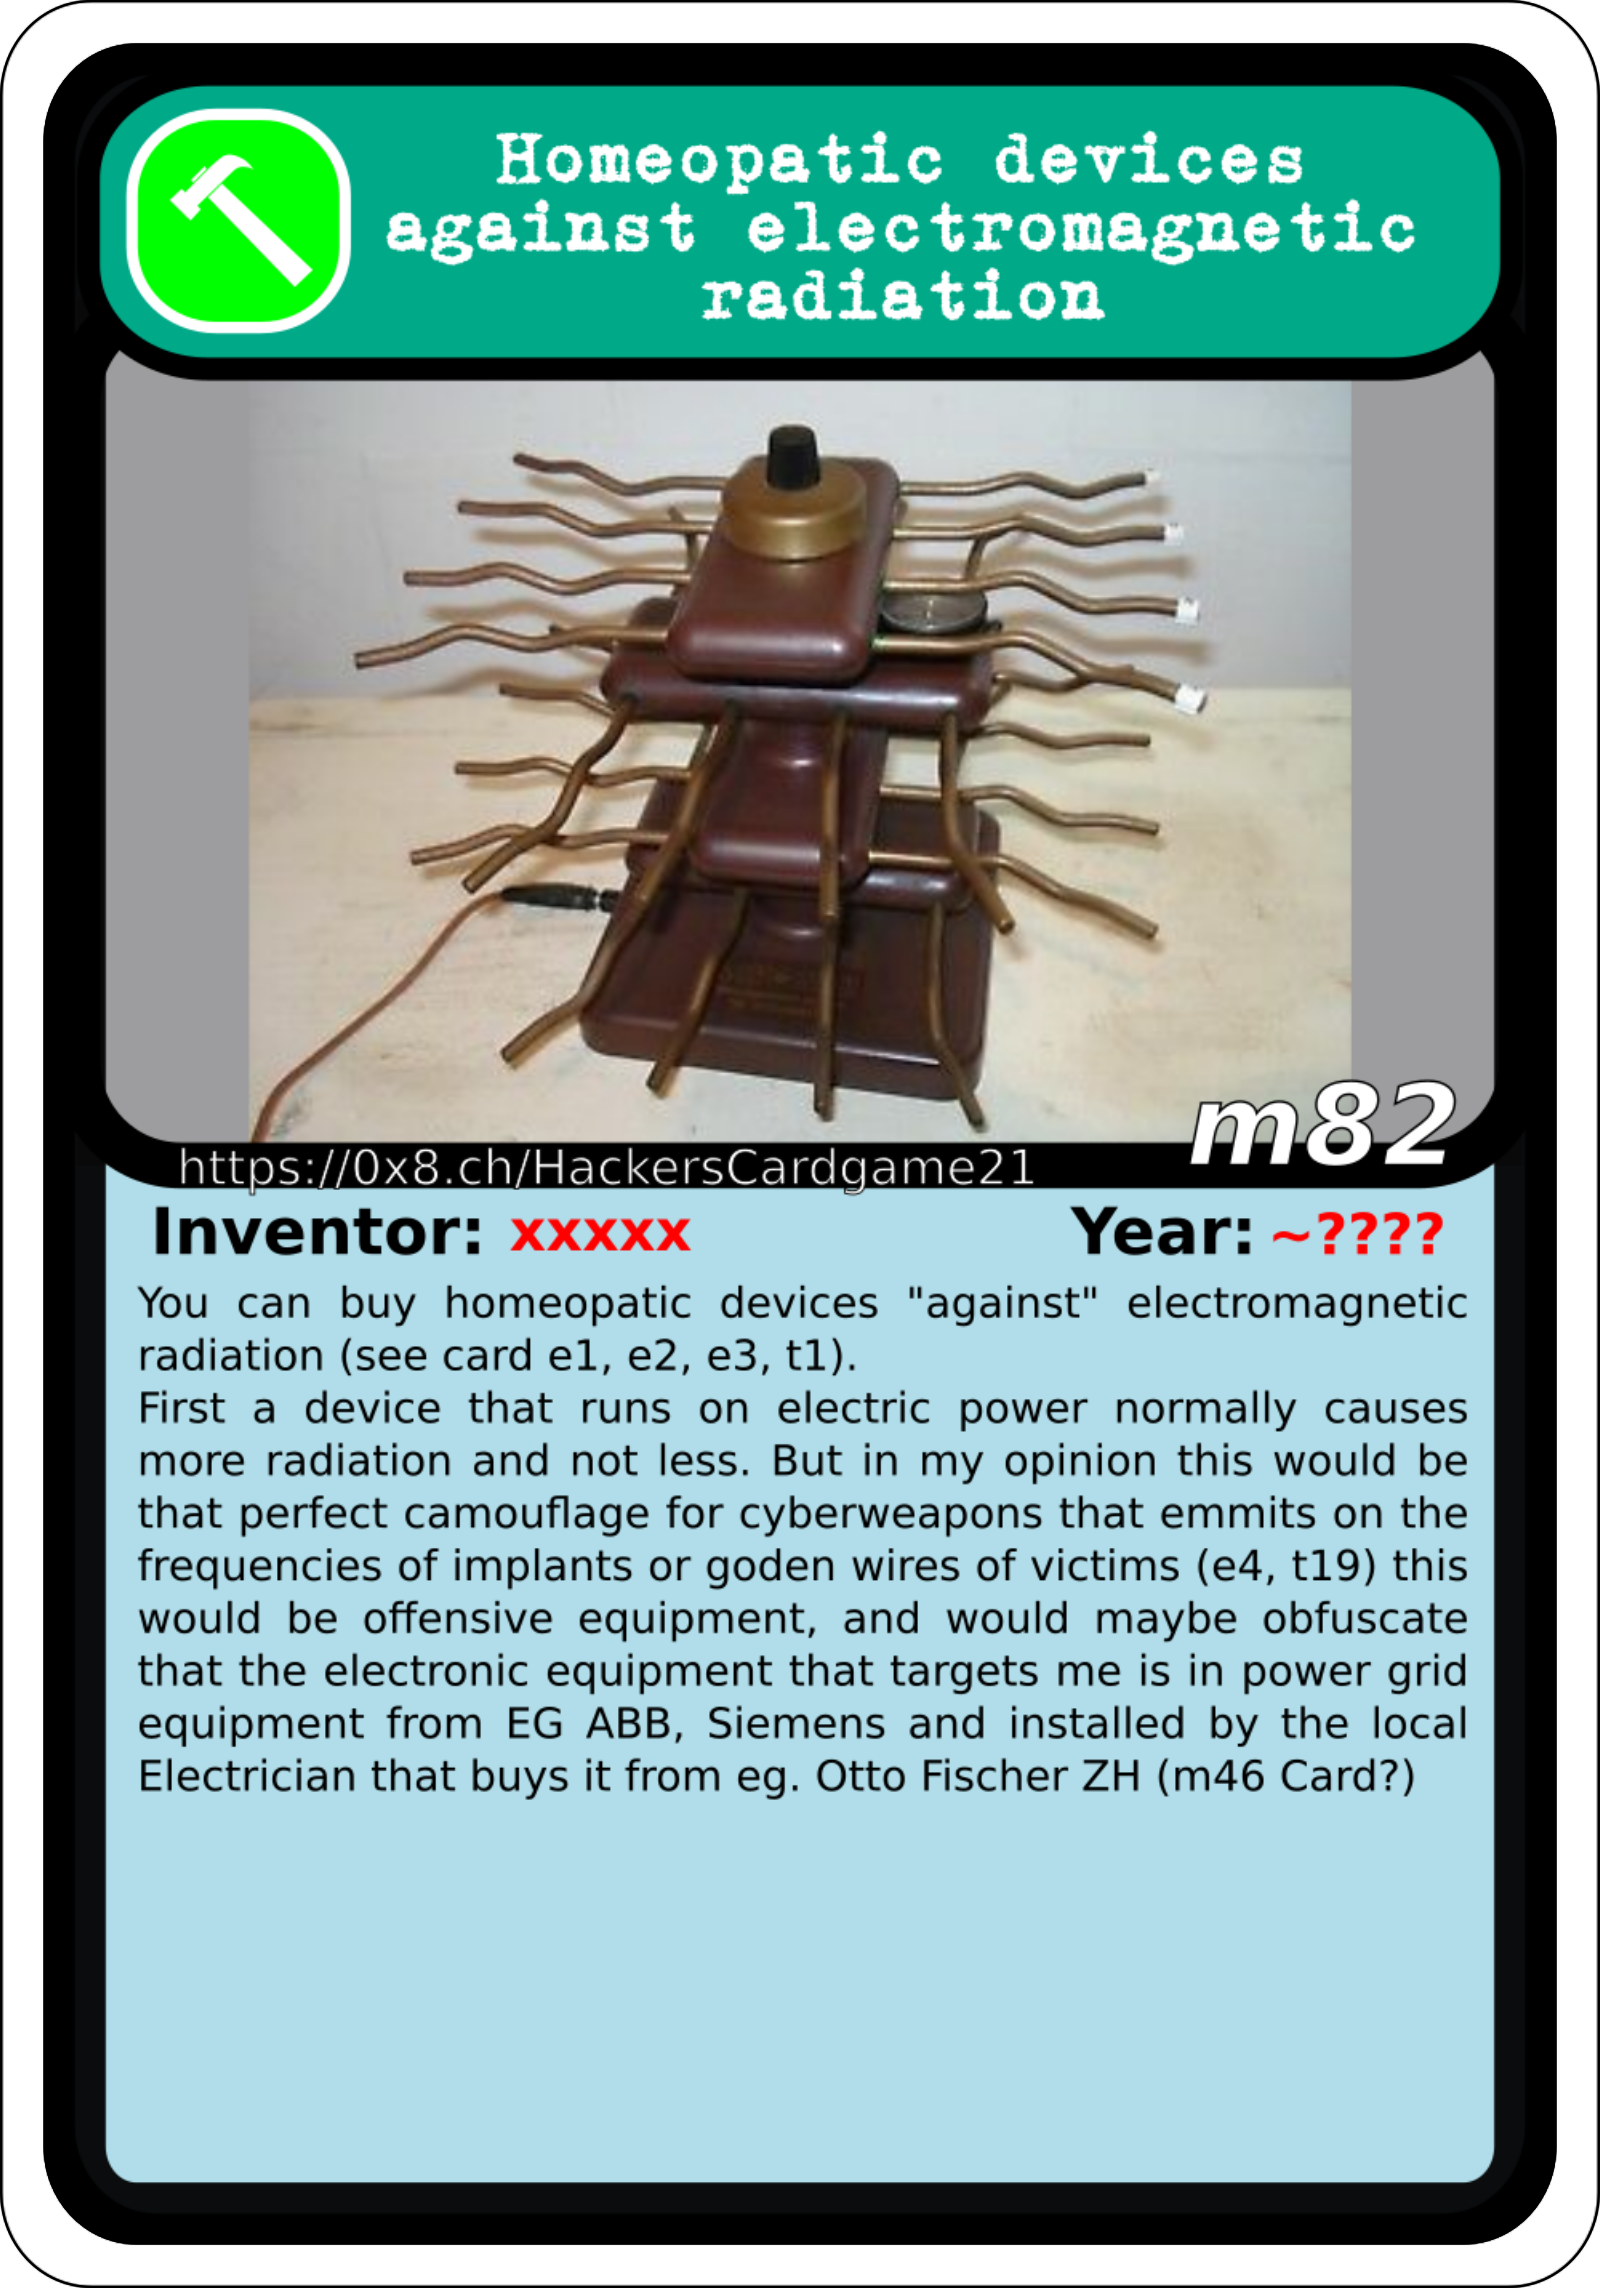 Homeopatic devices
against electromagnetic
radiation
m82
https://0x8.ch/HackersCardgame21
Inventor: xxxxx Year: ~????
You can buy homeopatic devices "against" electromagnetic
radiation (see card e1, e2, e3, t1).
First a device that runs on electric power normally causes
more radiation and not less. But in my opinion this would be
that perfect camouflage for cyberweapons that emmits on the
frequencies of implants or goden wires of victims (e4, t19) this
would be offensive equipment, and would maybe obfuscate
that the electronic equipment that targets me is in power grid
equipment from EG ABB, Siemens and installed by the local
Electrician that buys it from eg. Otto Fischer ZH (m46 Card?)